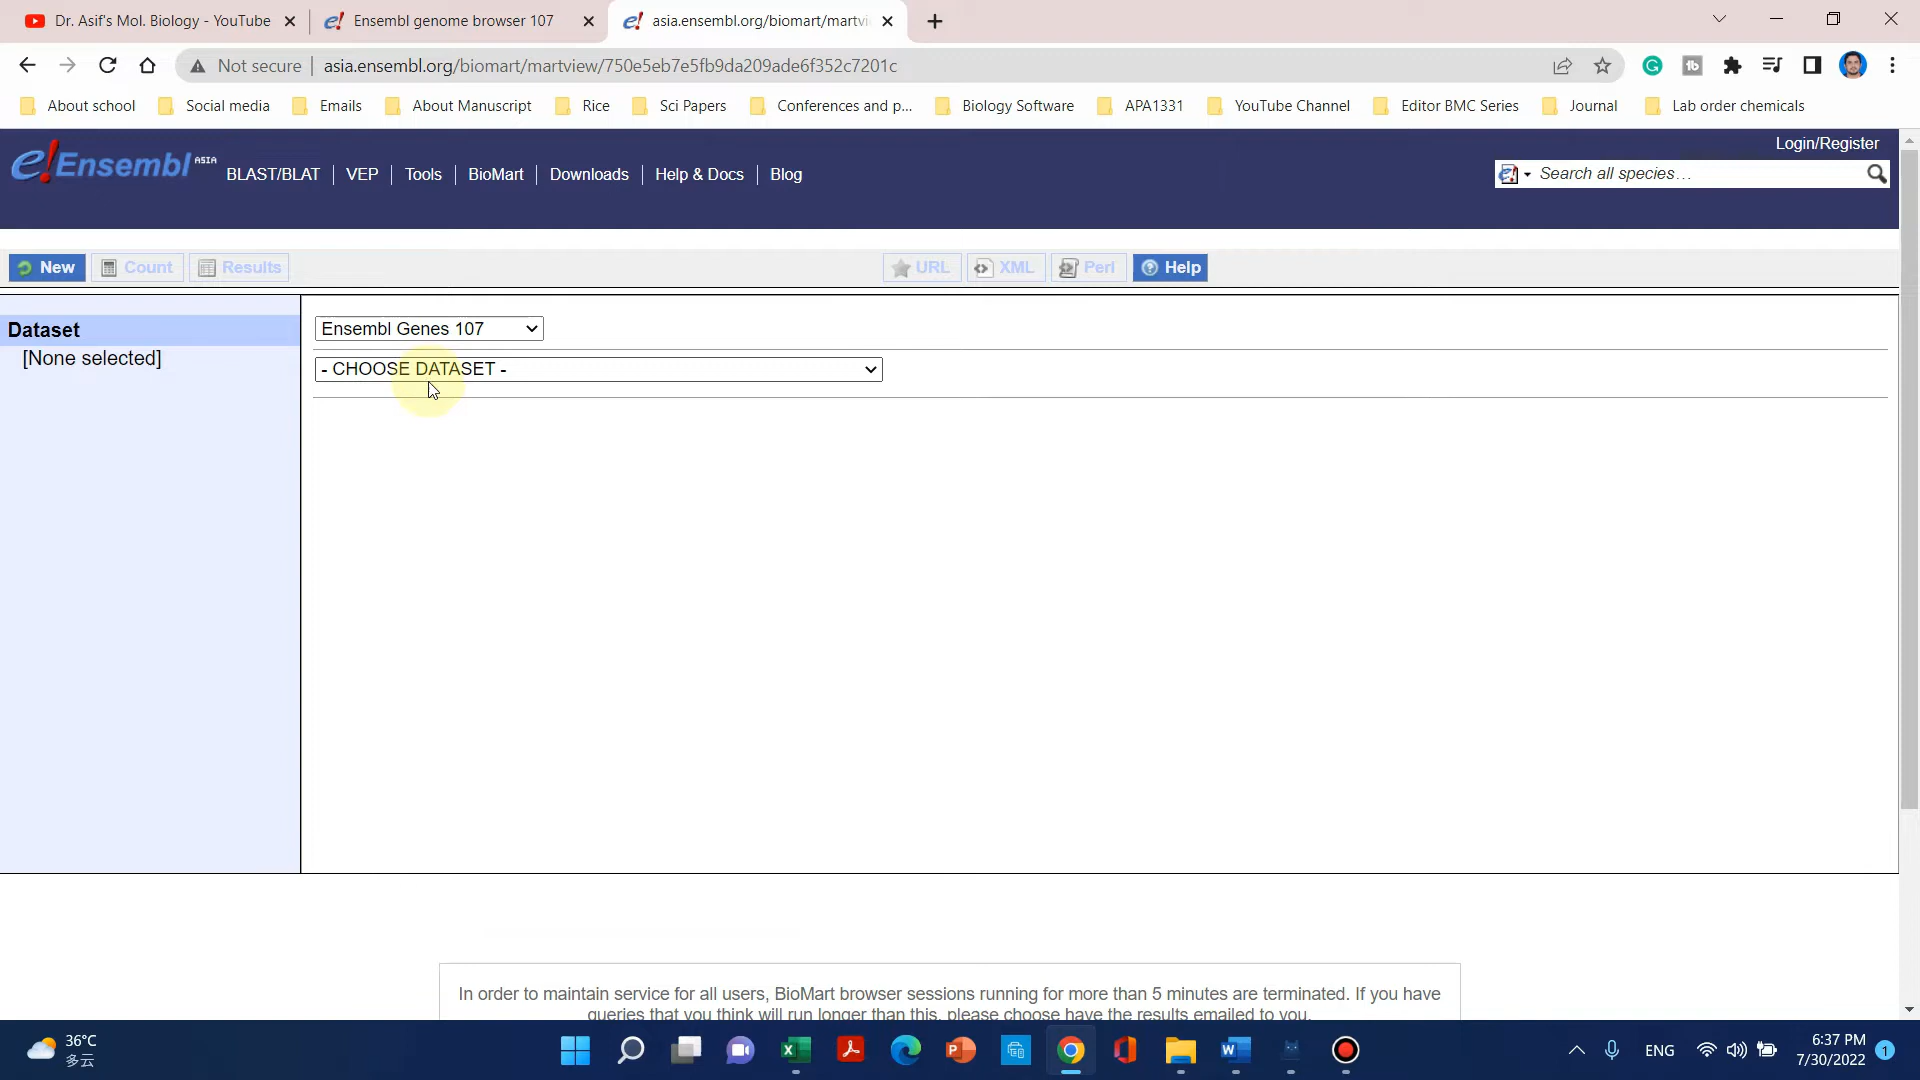 Dr. Asif's Mol. Biology - YouTube
Ensembl genome browser 107
asia.ensembl.org/biomart/martvi
Not secure | asia.ensembl.org/biomart/martview/750e5eb7e5fb9da209ade6f352c7201c
About school Social media Emails About Manuscript Rice Sci Papers Conferences and p... Biology Software APA1331 YouTube Channel Editor BMC Series Journal Lab order chemicals
Login/Register
e!Ensembl ASIA BLAST/BLAT VEP Tools BioMart Downloads Help & Docs Blog
Search all species…
New Count Results URL XML Perl Help
Dataset
[None selected]
Ensembl Genes 107
- CHOOSE DATASET -
In order to maintain service for all users, BioMart browser sessions running for more than 5 minutes are terminated. If you have
queries that you think will run longer than this, please choose have the results emailed to you.
36°C
多云
ENG
6:37 PM
7/30/2022
1